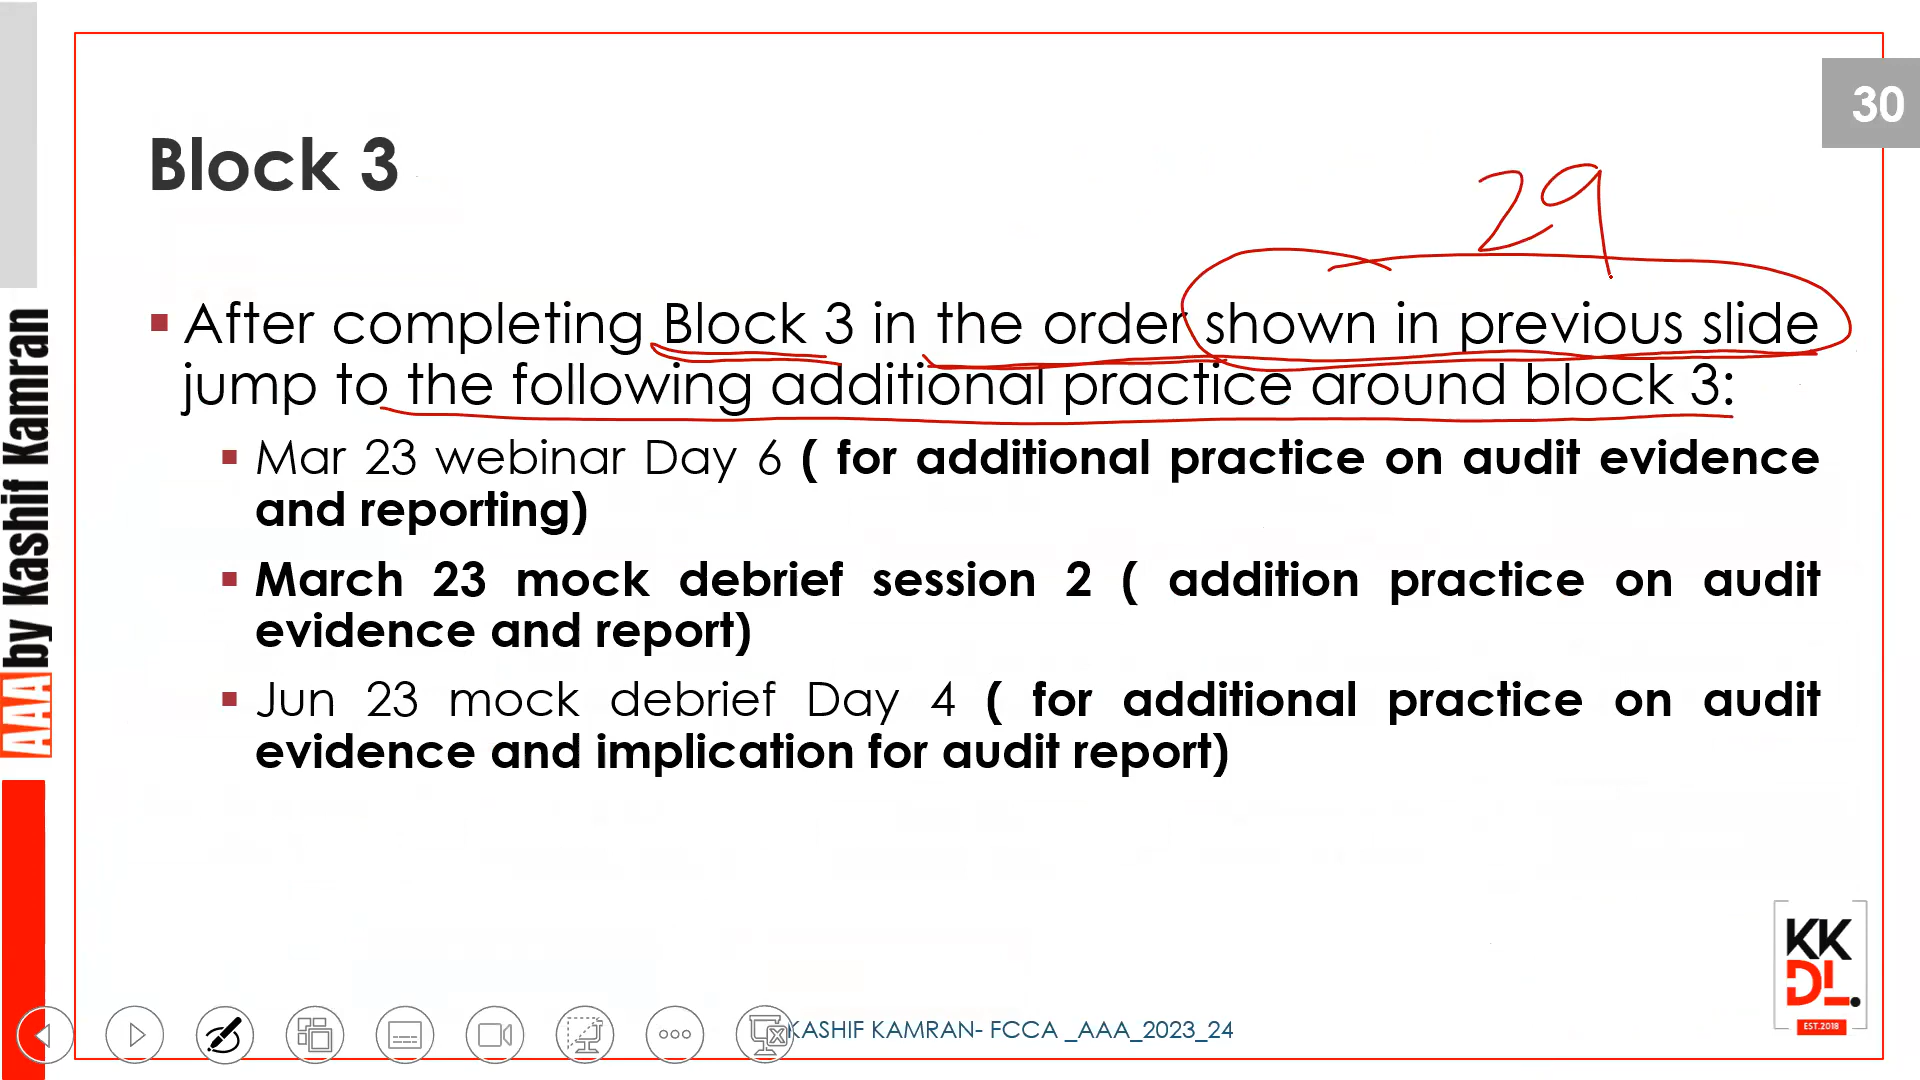 30
Block 3
29
After completing Block 3 in the order shown in previous slide
jump to the following additional practice around block 3:
Mar 23 webinar Day 6 ( for additional practice on audit evidence
and reporting)
March 23 mock debrief session 2 ( addition practice on audit
evidence and report)
Jun 23 mock debrief Day 4 ( for additional practice on audit
evidence and implication for audit report)
AAA by Kashif Kamran
KASHIF KAMRAN- FCCA _AAA_2023_24
KK
DL.
EST.2018